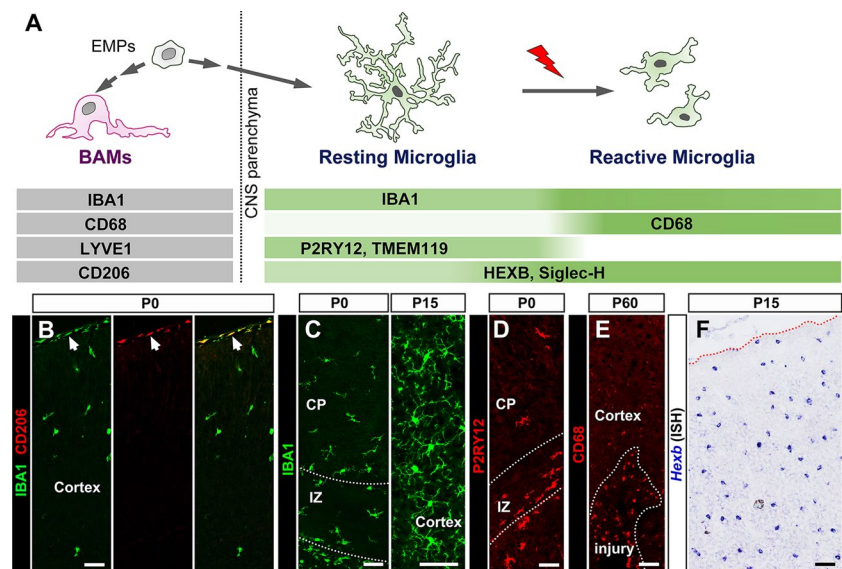 A
EMPs
CNS parenchyma
BAMs
Resting Microglia
Reactive Microglia
IBA1
IBA1
CD68
CD68
LYVE1
P2RY12, TMEM119
CD206
HEXB, Siglec-H
P0
P0
P15
P0
P60
P15
IBA1 CD206
B
Cortex
IBA1
C
CP
IZ
Cortex
P2RY12
D
CP
IZ
CD68
E
Cortex
injury
Hexb (ISH)
F